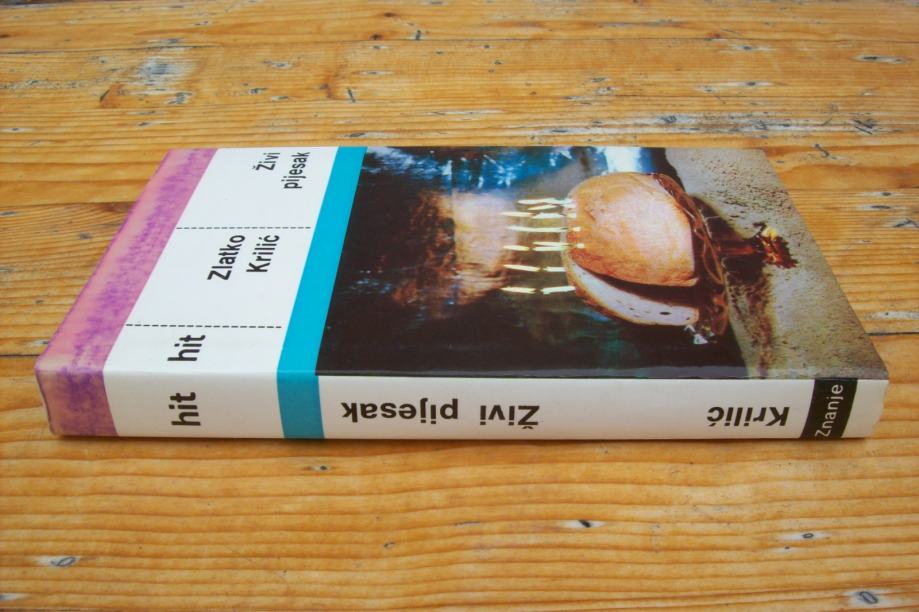 hit
Zlatko
Krilić
Živi
pijesak
hit
Živi pijesak
Krilić
Znanje